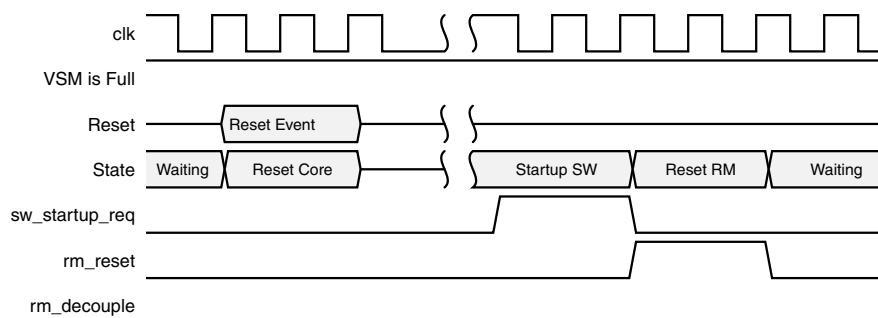 clk
VSM is Full
Reset Reset Event
State Waiting Reset Core Startup SW Reset RM Waiting
sw_startup_req
rm_reset
rm_decouple